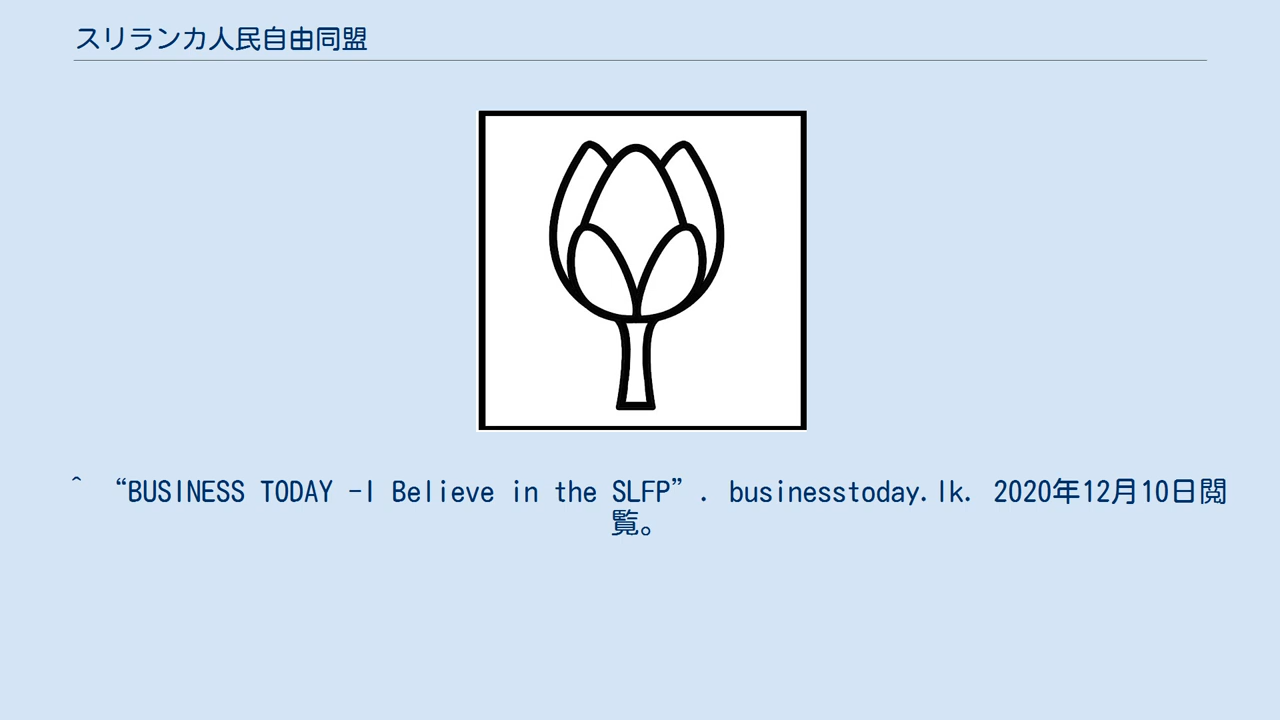 スリランカ人民自由同盟
^ “BUSINESS TODAY -I Believe in the SLFP”. businesstoday.lk. 2020年12月10日閲
覧。